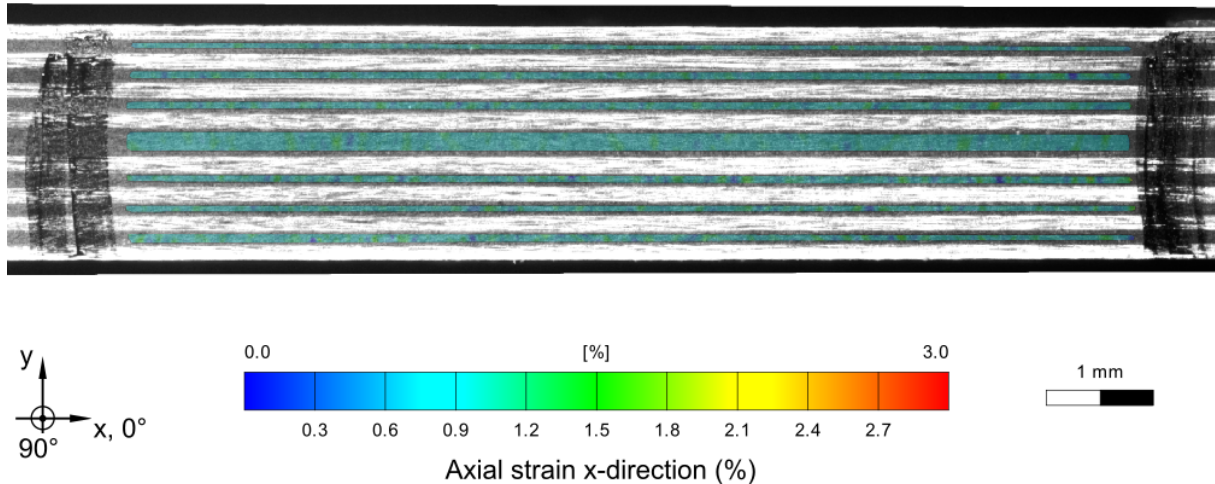 0.0 [%] 3.0
0.3 0.6 0.9 1.2 1.5 1.8 2.1 2.4 2.7
Axial strain x-direction (%)
y
x, 0°
90°
1 mm